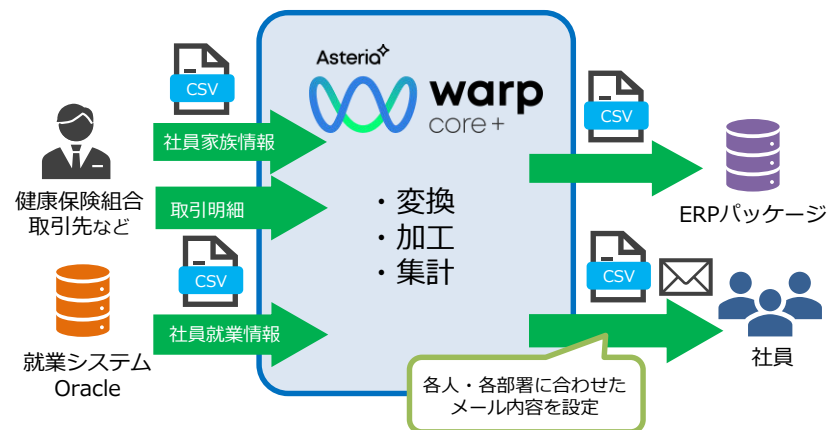 CSV
社員家族情報
健康保険組合
取引先など
取引明細
CSV
社員就業情報
就業システム
Oracle
Asteria
warp
core+
・変換
・加工
・集計
CSV
ERPパッケージ
CSV
社員
各人・各部署に合わせた
メール内容を設定